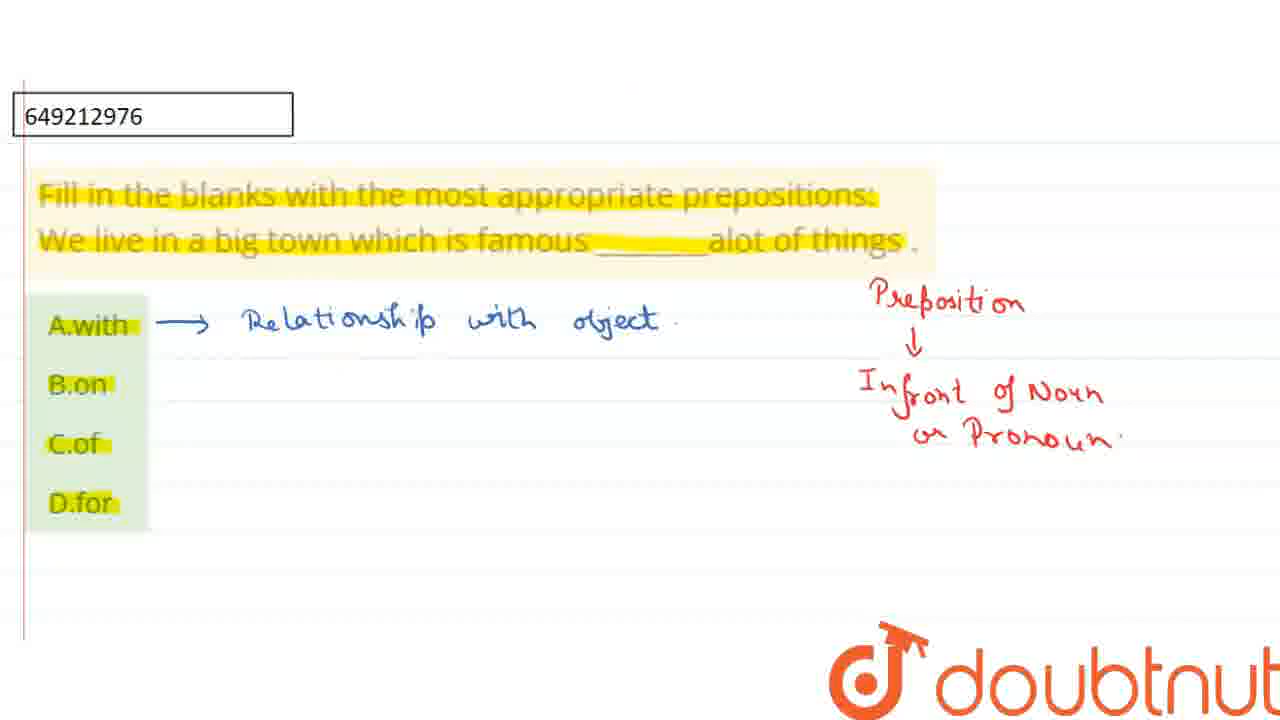 649212976
Fill in the blanks with the most appropriate prepositions:
We live in a big town which is famous ________ alot of things .
A.with → Relationship with object.
B.on
C.of
D.for
Preposition
↓
Infront of Noun
or Pronoun.
doubtnut